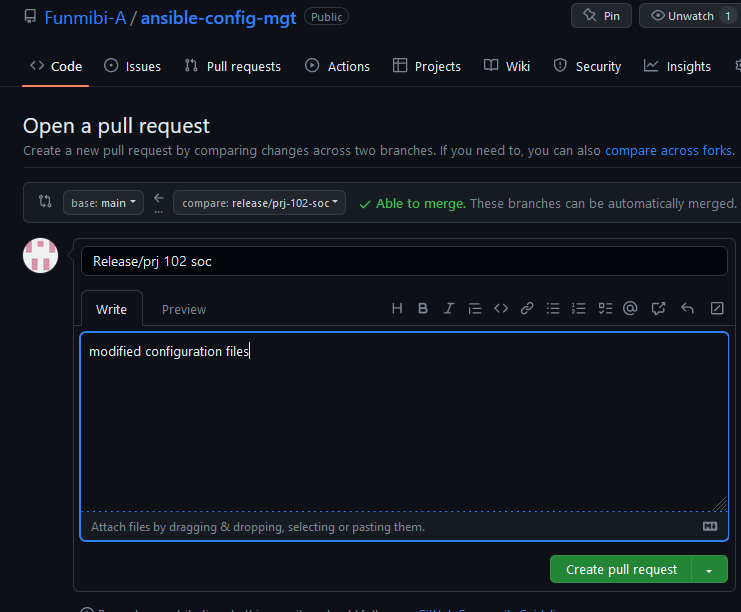 Funmibi-A / ansible-config-mgt Public Pin Unwatch 1
Code Issues Pull requests Actions Projects Wiki Security Insights
Open a pull request
Create a new pull request by comparing changes across two branches. If you need to, you can also compare across forks.
base: main ... compare: release/prj-102-soc Able to merge. These branches can be automatically merged.
Release/prj 102 soc
Write Preview
modified configuration files
Attach files by dragging & dropping, selecting or pasting them.
Create pull request